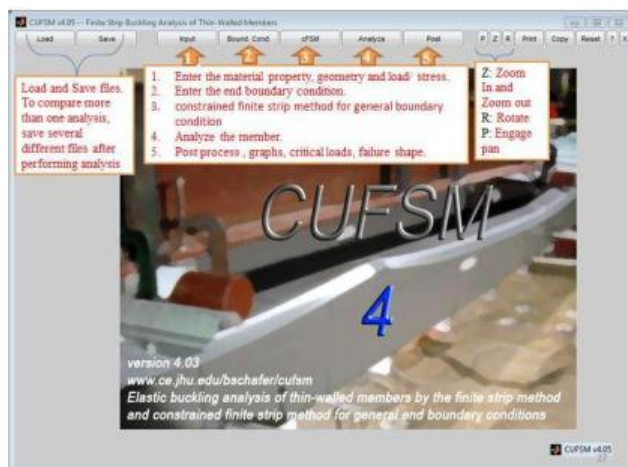 CUFSM v4.05 -- Finite Strip Buckling Analysis of Thin-Walled Members
Load Save Input Bound. Cond. cFSM Analyze Post P Z R Print Copy Reset ? X
1 2 3 4 5
Load and Save files.
To compare more
than one analysis,
save several
different files after
performing analysis
1. Enter the material property, geometry and load/ stress.
2. Enter the end boundary condition.
3. constrained finite strip method for general boundary
condition
4. Analyze the member.
5. Post process , graphs, critical loads, failure shape.
Z: Zoom
In and
Zoom out
R: Rotate
P: Engage
pan
CUFSM
4
version 4.03
www.ce.jhu.edu/bschafer/cufsm
Elastic buckling analysis of thin-walled members by the finite strip method
and constrained finite strip method for general end boundary conditions
CUFSM v4.05